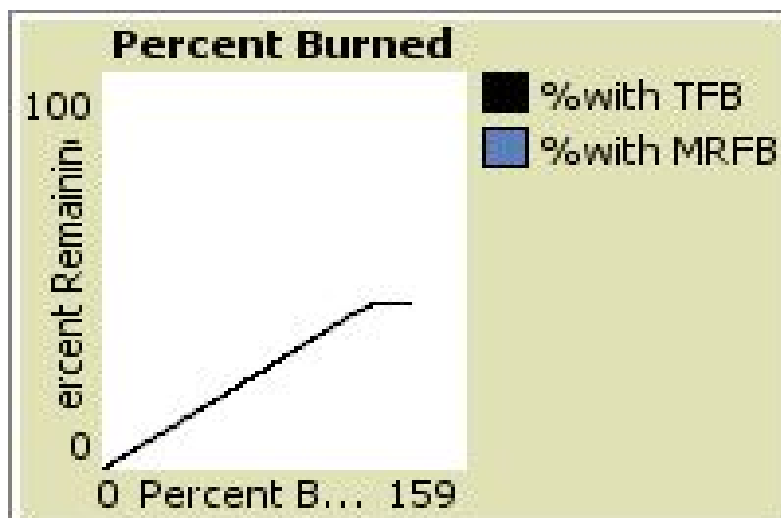 Percent Burned
100
ercent Remainin
0
0 Percent B... 159
%with TFB
%with MRFB